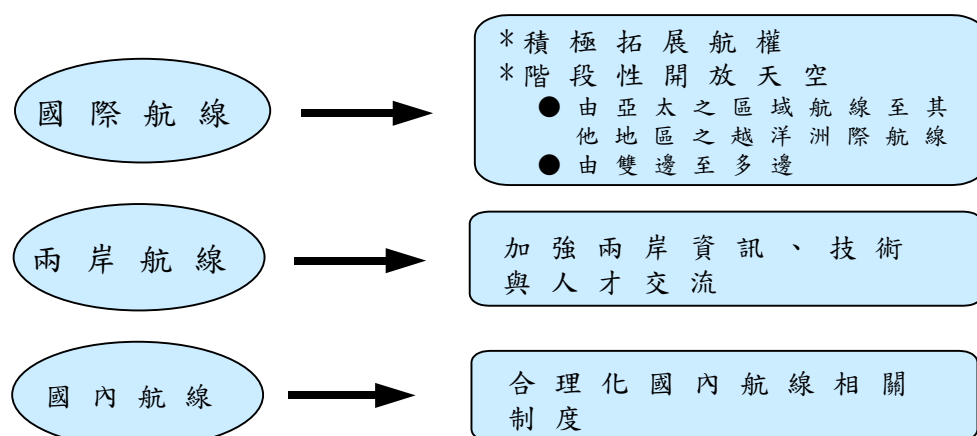 國際航線
*積極拓展航權
*階段性開放天空
● 由亞太之區域航線至其
他地區之越洋洲際航線
● 由雙邊至多邊
兩岸航線
加強兩岸資訊、技術
與人才交流
國內航線
合理化國內航線相關
制度